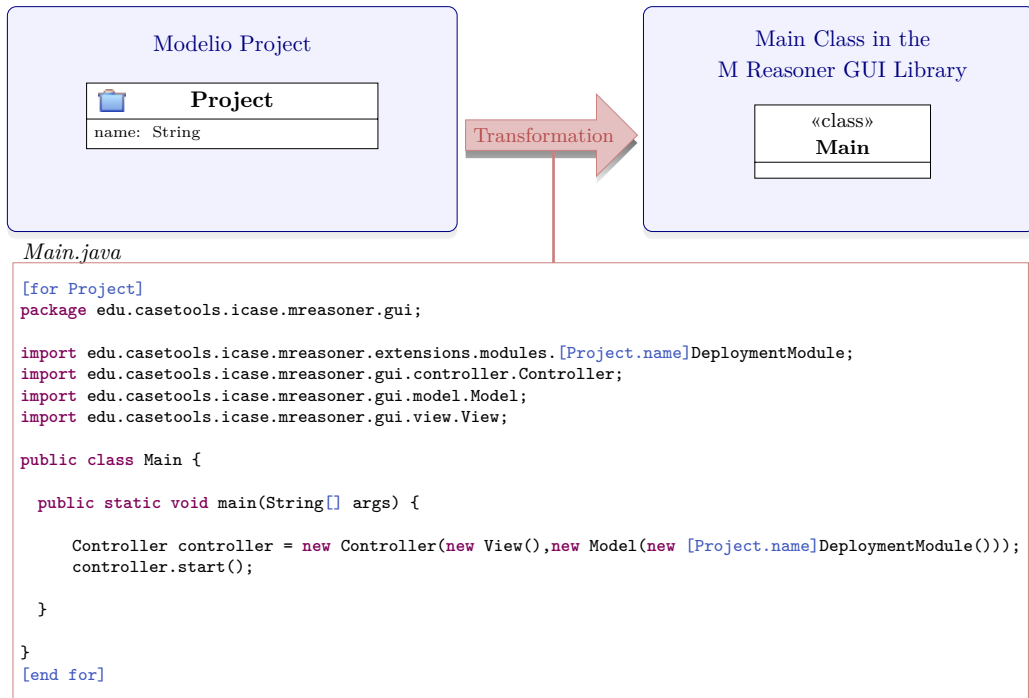 Modelio Project
Project
name: String
Transformation
Main Class in the
M Reasoner GUI Library
«class»
Main
Main.java
[for Project]
package edu.casetools.icase.mreasoner.gui;
import edu.casetools.icase.mreasoner.extensions.modules.[Project.name]DeploymentModule;
import edu.casetools.icase.mreasoner.gui.controller.Controller;
import edu.casetools.icase.mreasoner.gui.model.Model;
import edu.casetools.icase.mreasoner.gui.view.View;
public class Main {
public static void main(String[] args) {
Controller controller = new Controller(new View(),new Model(new [Project.name]DeploymentModule()));
controller.start();
}
}
[end for]